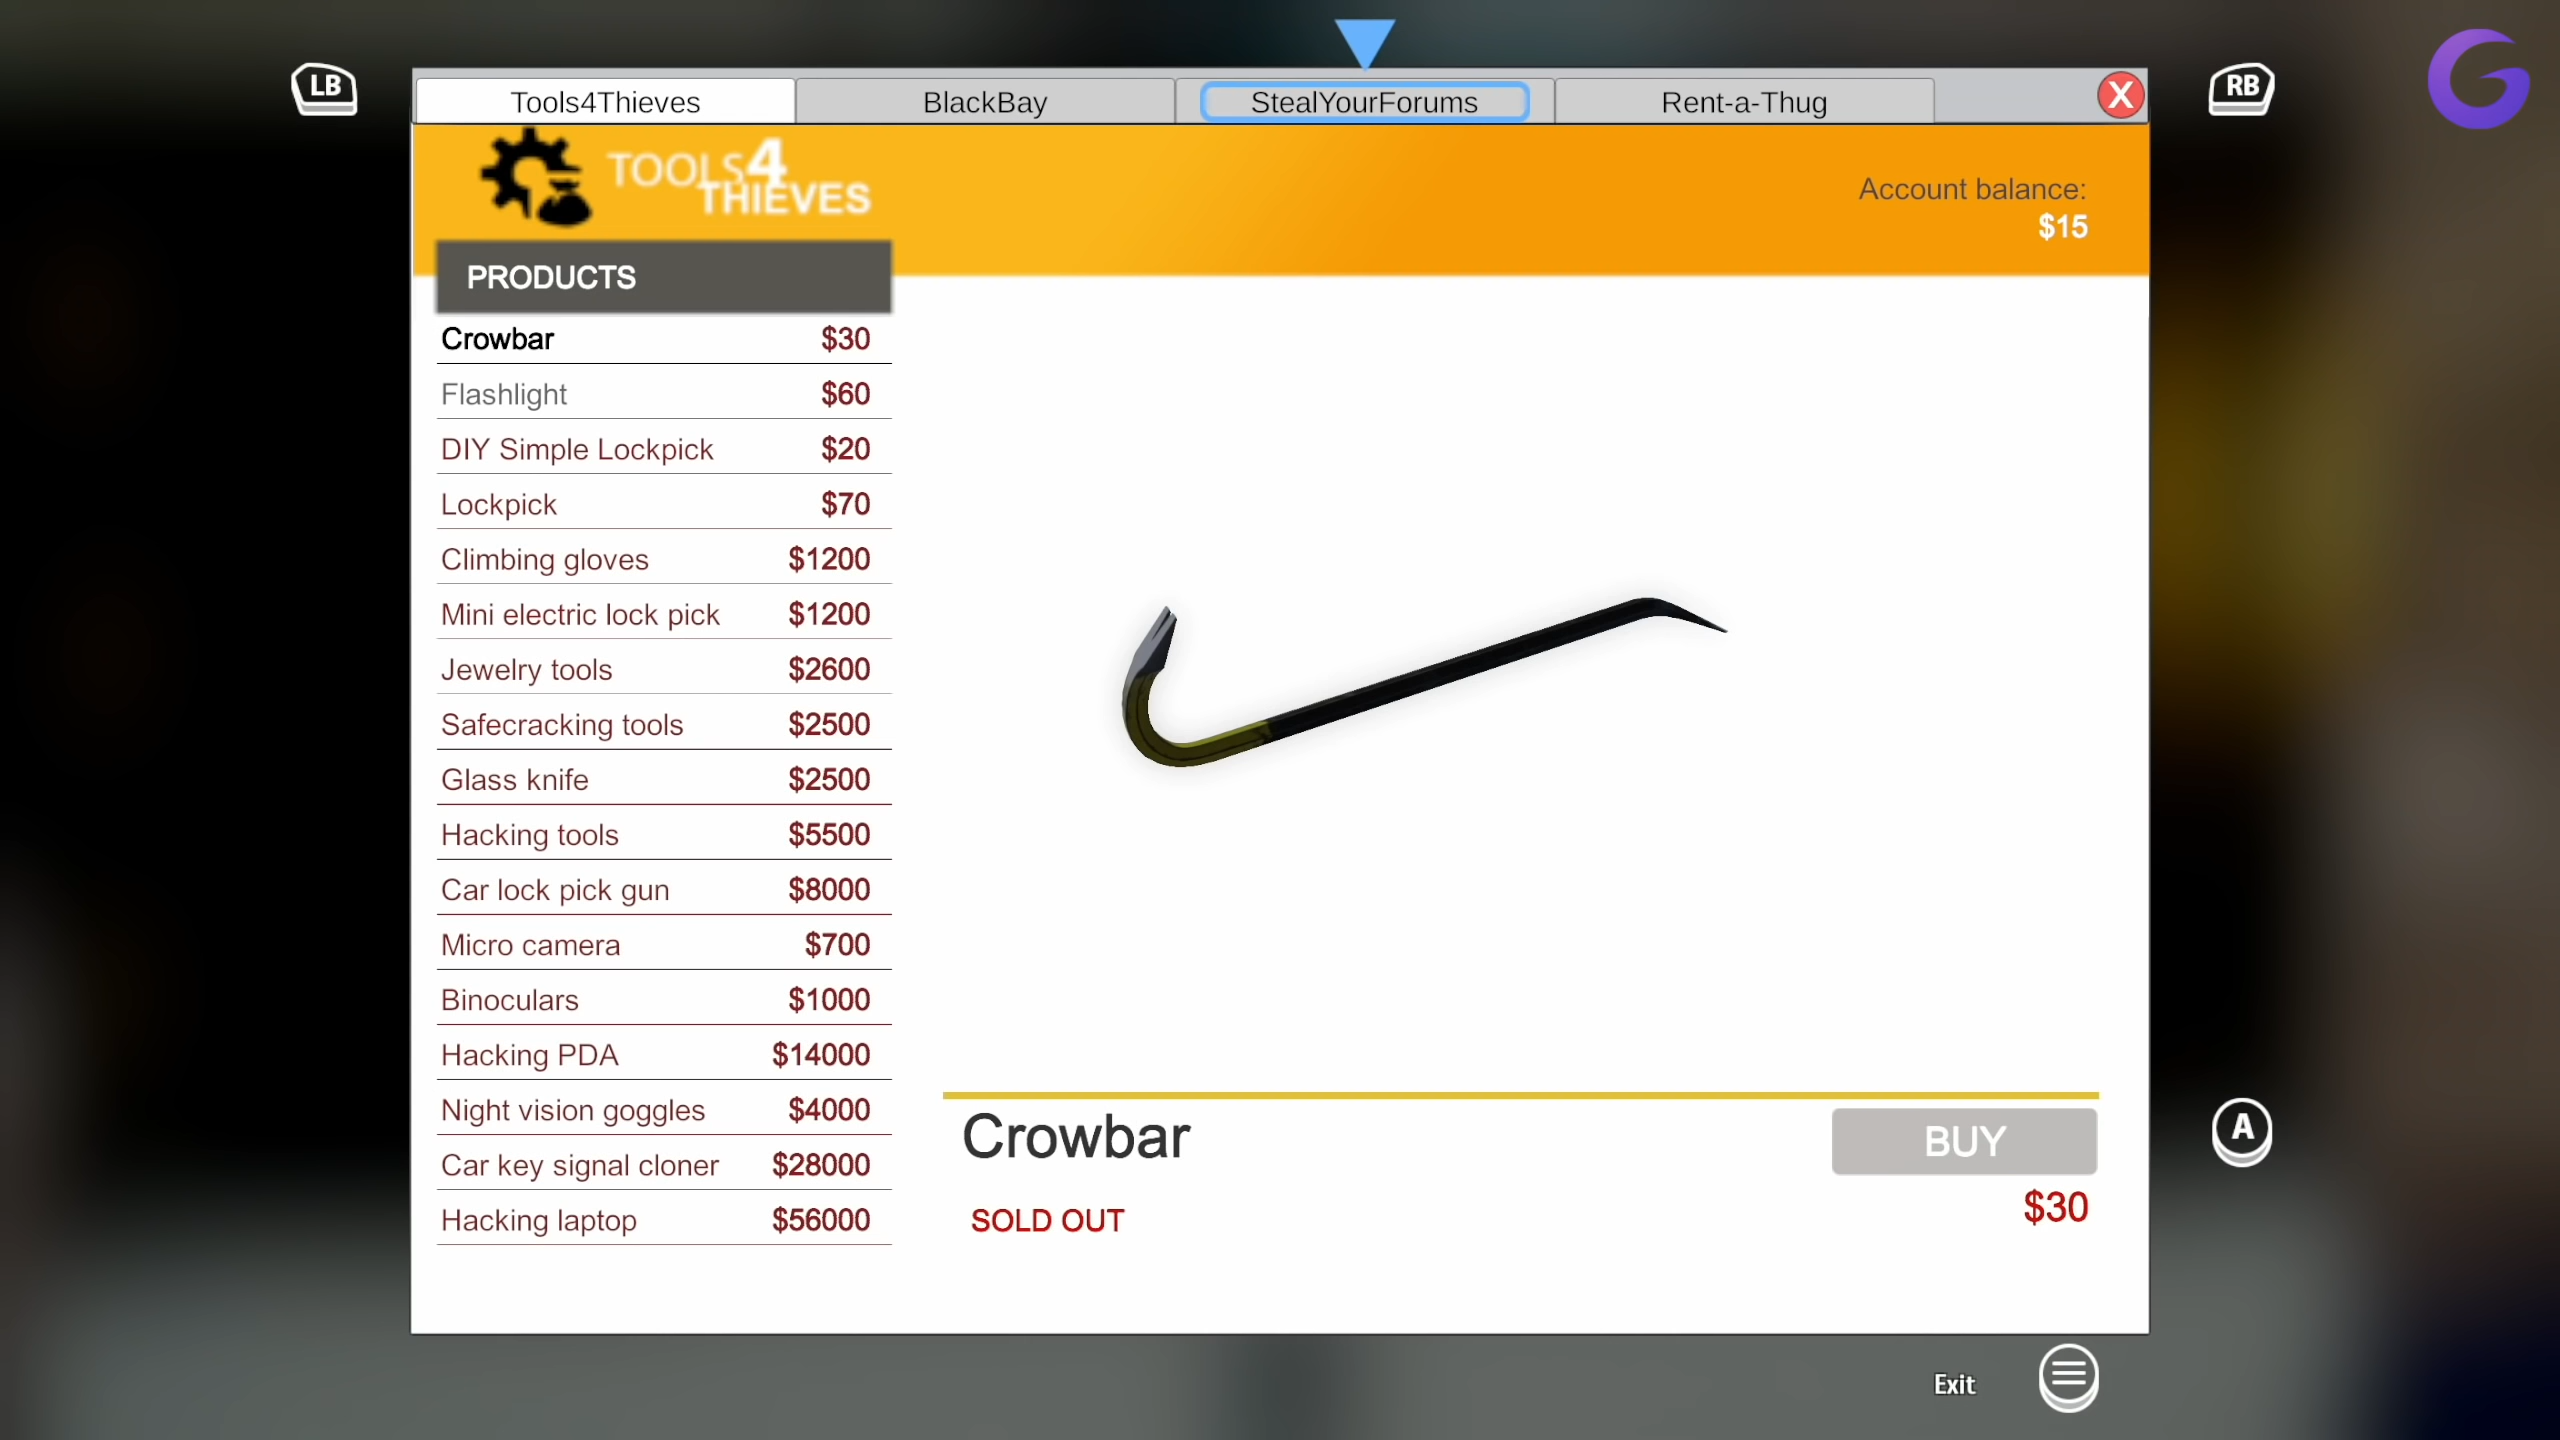 LB
RB
Tools4Thieves
BlackBay
StealYourForums
Rent-a-Thug
X
TOOLS4
THIEVES
Account balance:
$15
PRODUCTS
Crowbar $30
Flashlight $60
DIY Simple Lockpick $20
Lockpick $70
Climbing gloves $1200
Mini electric lock pick $1200
Jewelry tools $2600
Safecracking tools $2500
Glass knife $2500
Hacking tools $5500
Car lock pick gun $8000
Micro camera $700
Binoculars $1000
Hacking PDA $14000
Night vision goggles $4000
Car key signal cloner $28000
Hacking laptop $56000
Crowbar
BUY
A
SOLD OUT
$30
Exit